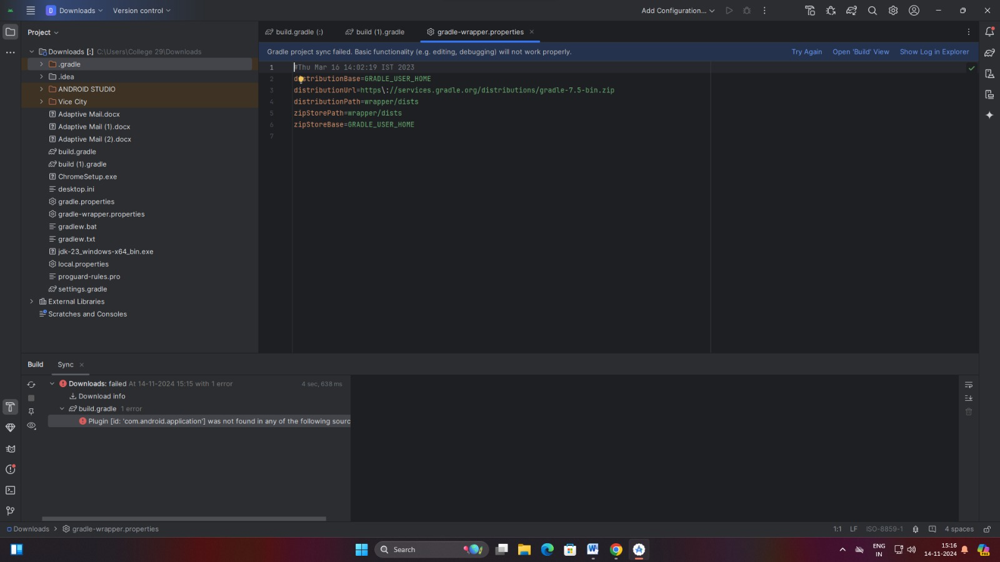 D Downloads
Version control
Add Configuration...
Project
build.gradle (:)
build (1).gradle
gradle-wrapper.properties
Downloads [:] C:\Users\College 29\Downloads
.gradle
.idea
ANDROID STUDIO
Vice City
Adaptive Mail.docx
Adaptive Mail (1).docx
Adaptive Mail (2).docx
build.gradle
build (1).gradle
ChromeSetup.exe
desktop.ini
gradle.properties
gradle-wrapper.properties
gradlew.bat
gradlew.txt
jdk-23_windows-x64_bin.exe
local.properties
proguard-rules.pro
settings.gradle
External Libraries
Scratches and Consoles
Gradle project sync failed. Basic functionality (e.g. editing, debugging) will not work properly.
Try Again
Open 'Build' View
Show Log in Explorer
1 #Thu Mar 16 14:02:19 IST 2023
2 distributionBase=GRADLE_USER_HOME
3 distributionUrl=https\://services.gradle.org/distributions/gradle-7.5-bin.zip
4 distributionPath=wrapper/dists
5 zipStorePath=wrapper/dists
6 zipStoreBase=GRADLE_USER_HOME
7
Build
Sync
Downloads: failed At 14-11-2024 15:15 with 1 error
4 sec, 638 ms
Download info
build.gradle 1 error
Plugin [id: 'com.android.application'] was not found in any of the following sourc
Downloads > gradle-wrapper.properties
1:1
LF
ISO-8859-1
4 spaces
Search
ENG
IN
15:16
14-11-2024
PRE